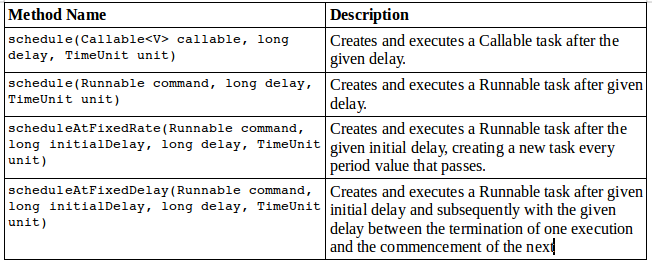 Method Name
Description
schedule(Callable<V> callable, long
delay, TimeUnit unit)
Creates and executes a Callable task after the
given delay.
schedule(Runnable command, long delay,
TimeUnit unit)
Creates and executes a Runnable task after given
delay.
scheduleAtFixedRate(Runnable command,
long initialDelay, long delay, TimeUnit
unit)
Creates and executes a Runnable task after the
given initial delay, creating a new task every
period value that passes.
scheduleAtFixedDelay(Runnable command,
long initialDelay, long delay, TimeUnit
unit)
Creates and executes a Runnable task after given
initial delay and subsequently with the given
delay between the termination of one execution
and the commencement of the next